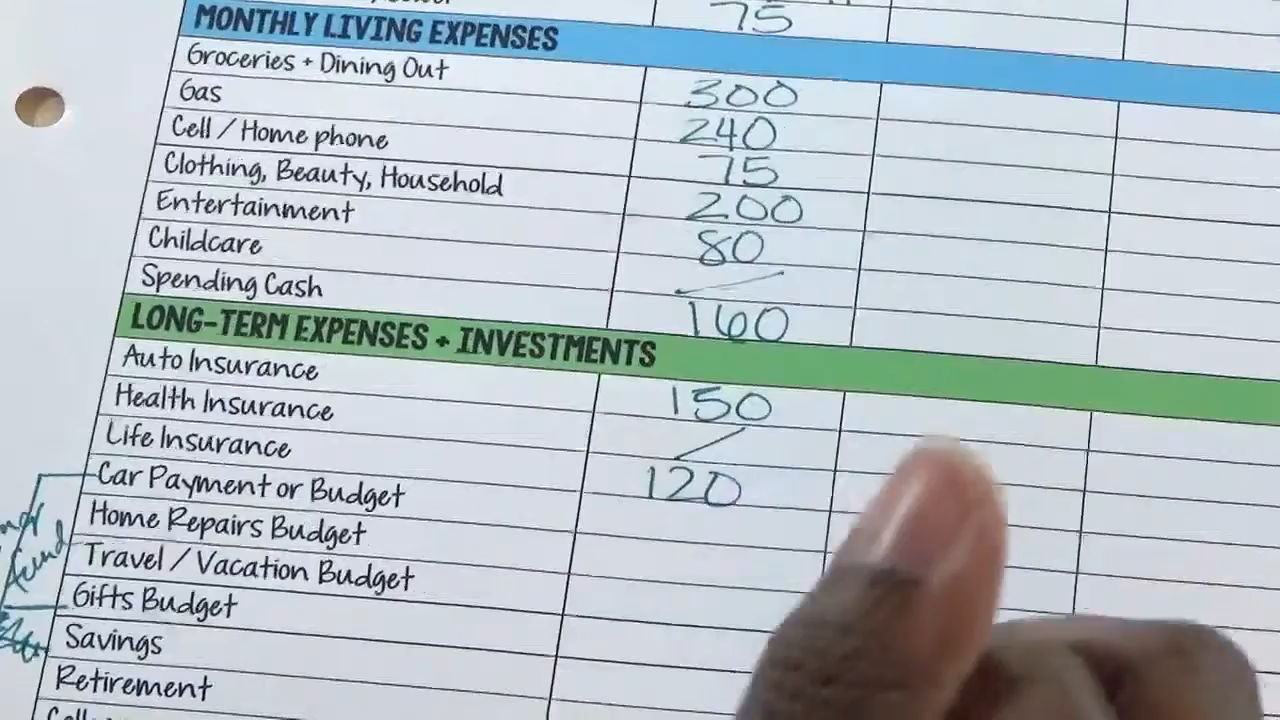 75
MONTHLY LIVING EXPENSES
Groceries + Dining Out 300
Gas 240
Cell / Home phone 75
Clothing, Beauty, Household 200
Entertainment 80
Childcare /
Spending Cash 160
LONG-TERM EXPENSES + INVESTMENTS
Auto Insurance 150
Health Insurance /
Life Insurance 120
Car Payment or Budget
Home Repairs Budget
Travel / Vacation Budget
Gifts Budget
Savings
Retirement